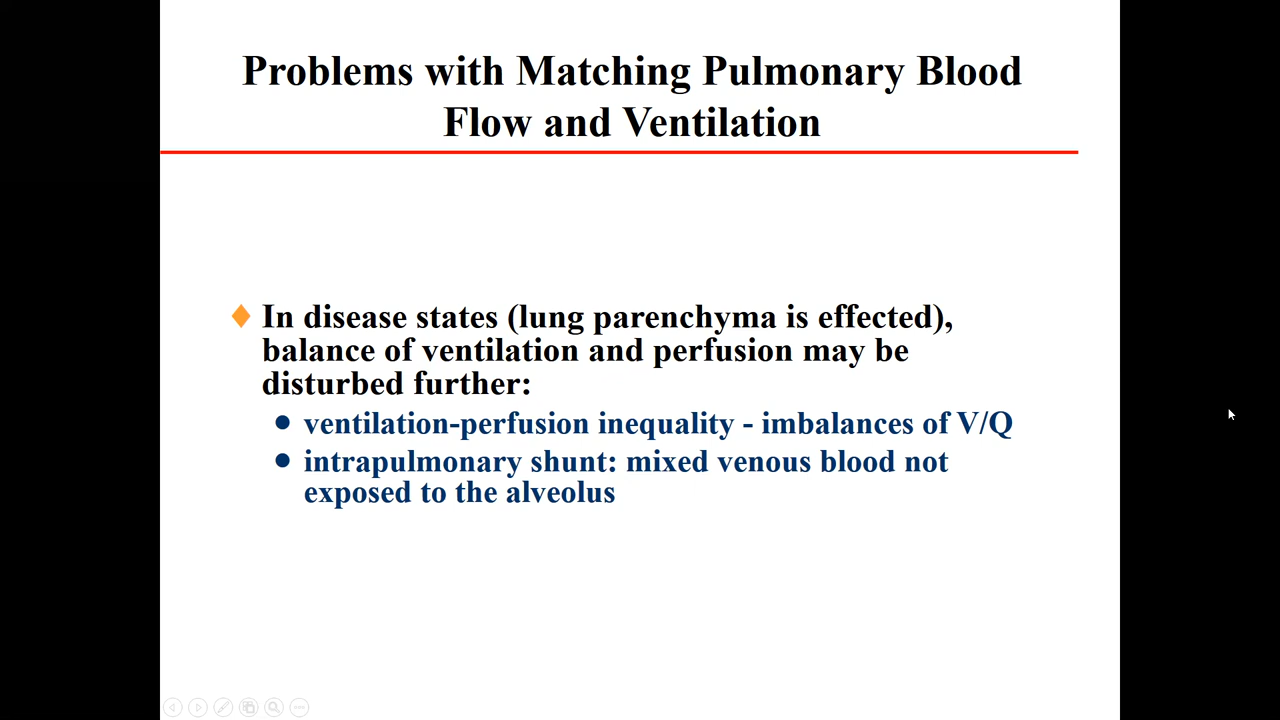 Problems with Matching Pulmonary Blood
Flow and Ventilation
In disease states (lung parenchyma is effected),
balance of ventilation and perfusion may be
disturbed further:
ventilation-perfusion inequality - imbalances of V/Q
intrapulmonary shunt: mixed venous blood not
exposed to the alveolus